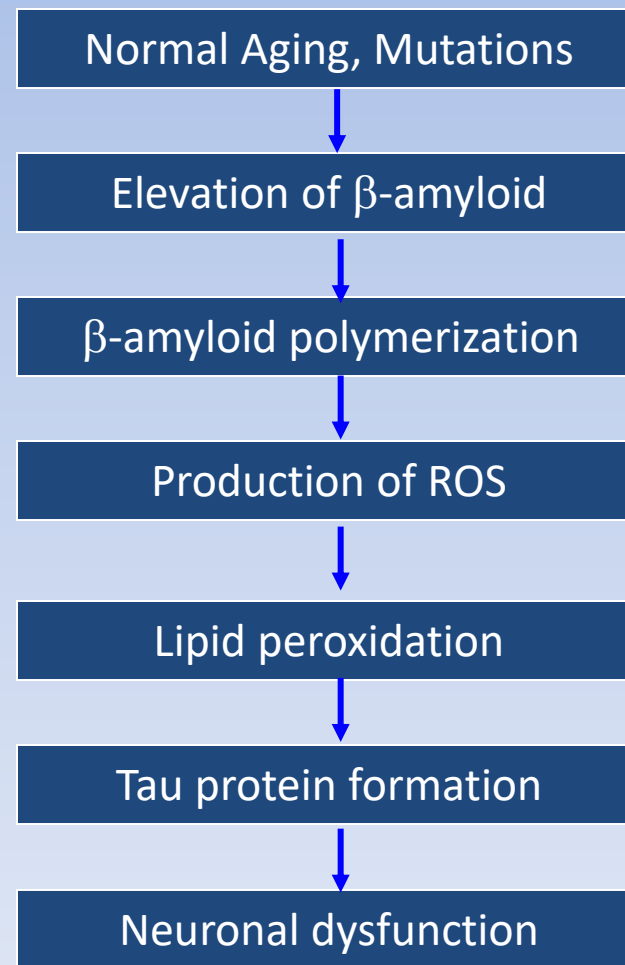 Normal Aging, Mutations
Elevation of β-amyloid
β-amyloid polymerization
Production of ROS
Lipid peroxidation
Tau protein formation
Neuronal dysfunction